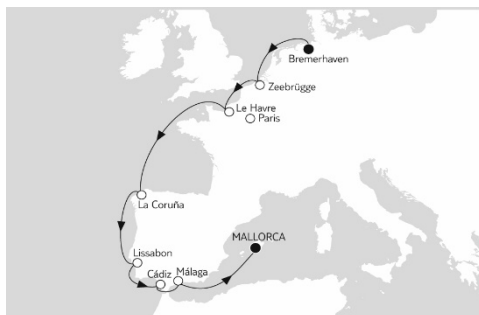 Bremerhaven
Zeebrügge
Le Havre
Paris
La Coruña
MALLORCA
Lissabon
Cádiz
Málaga